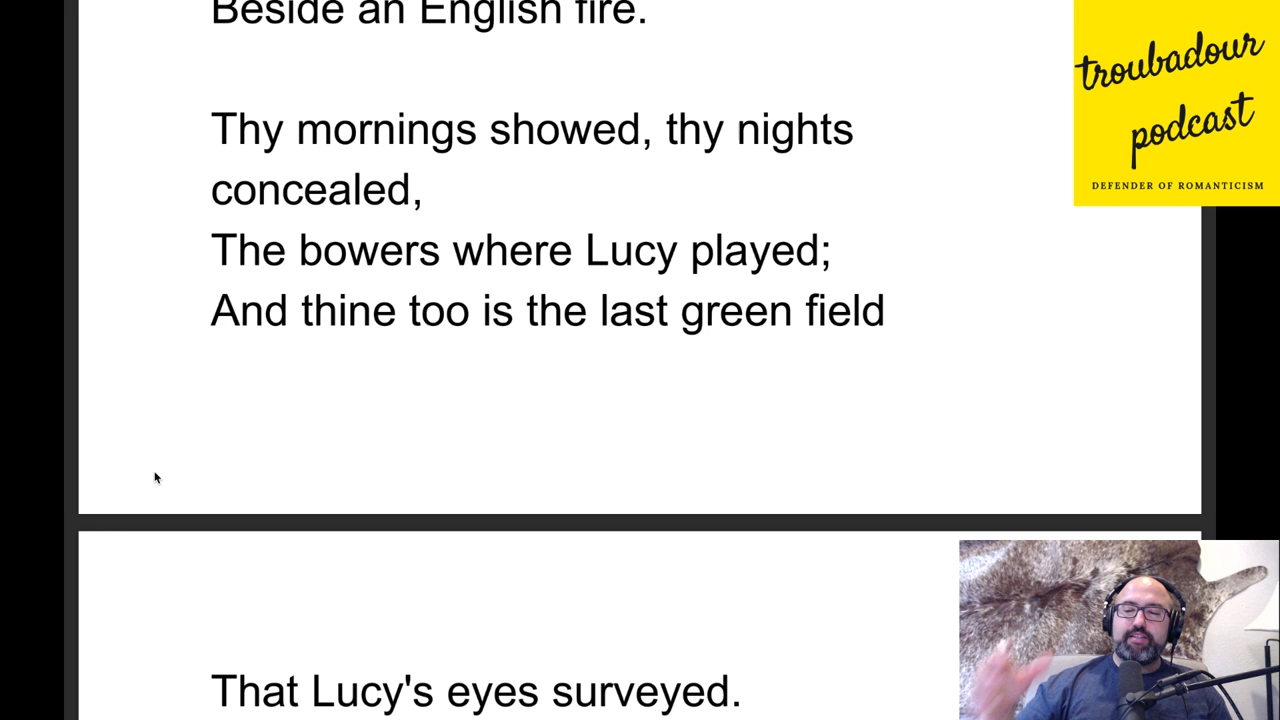 Beside an English fire.
Thy mornings showed, thy nights
concealed,
The bowers where Lucy played;
And thine too is the last green field
That Lucy's eyes surveyed.
troubadour
podcast
DEFENDER OF ROMANTICISM